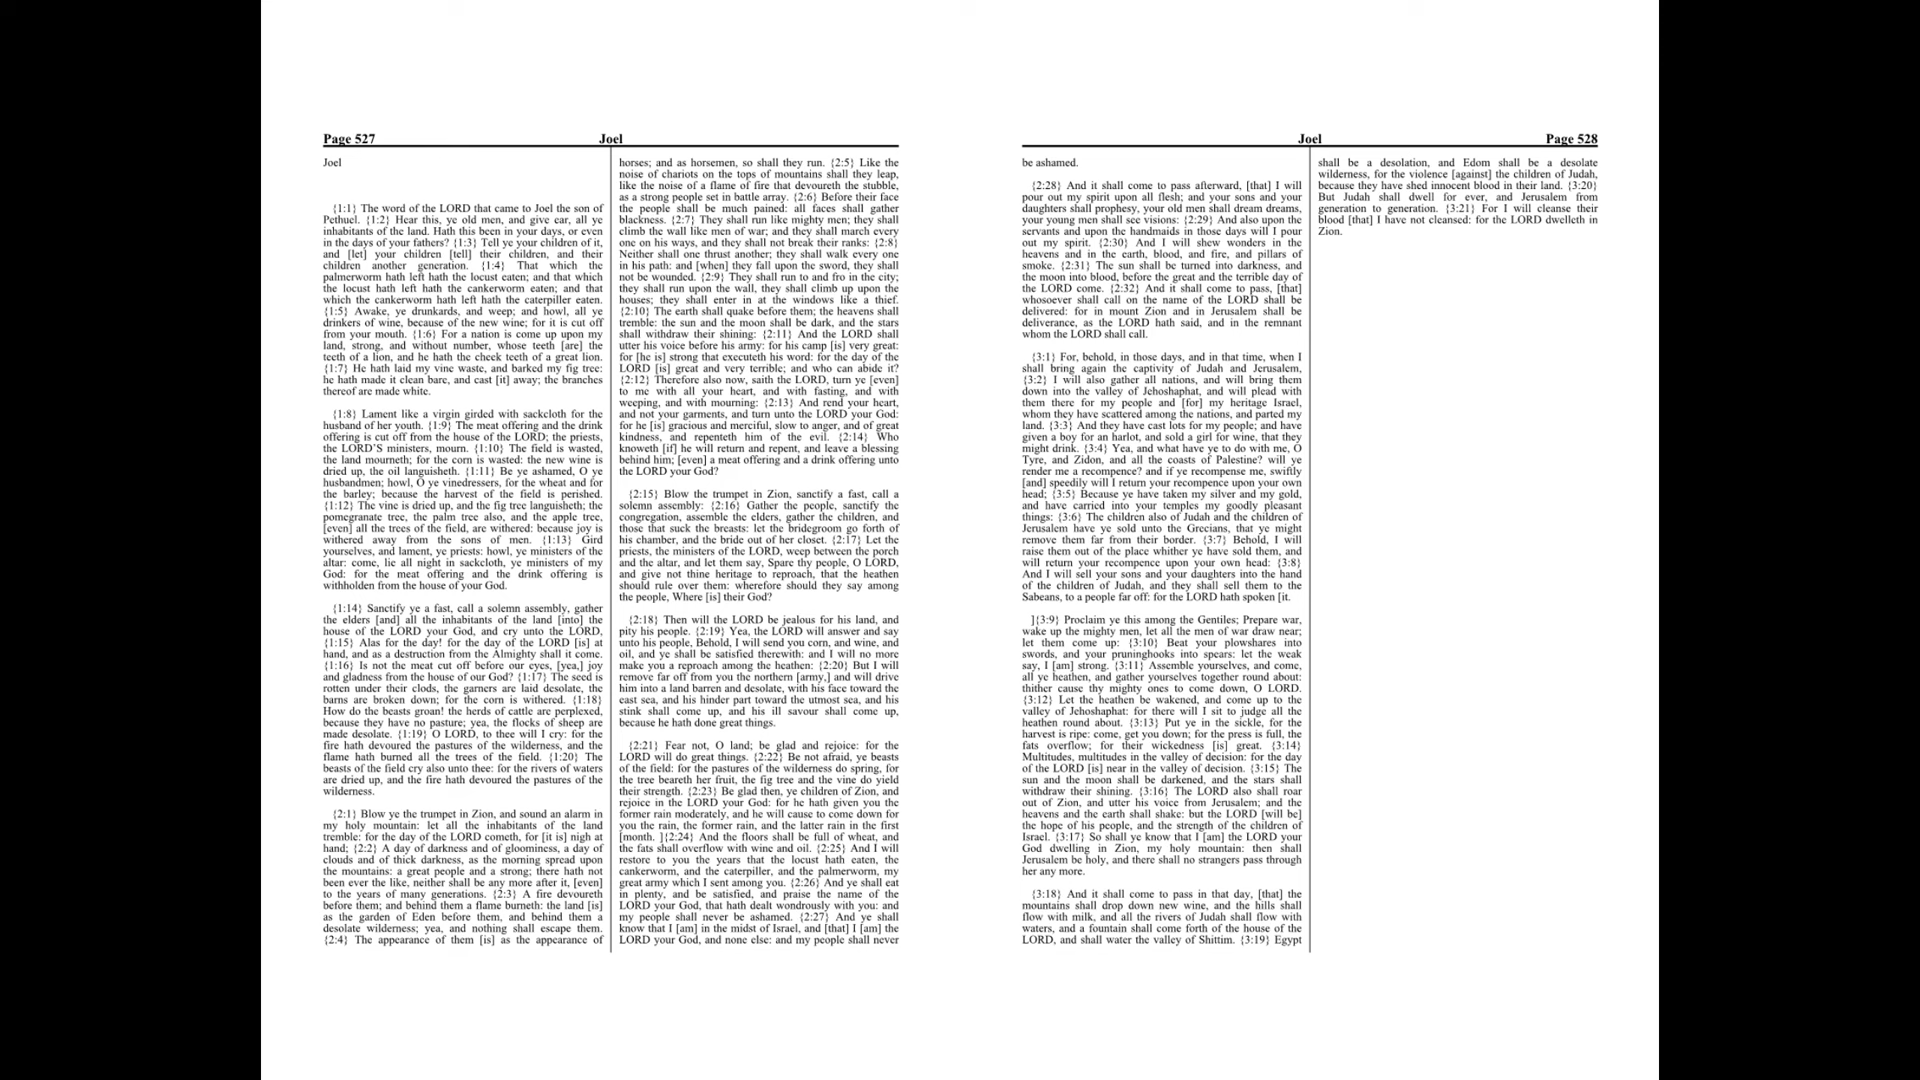 Page 527
Joel
Joel
{1:1} The word of the LORD that came to Joel the son of
Pethuel. {1:2} Hear this, ye old men, and give ear, all ye
inhabitants of the land. Hath this been in your days, or even
in the days of your fathers? {1:3} Tell ye your children of it,
and [let] your children [tell] their children, and their
children another generation. {1:4} That which the
palmerworm hath left hath the locust eaten; and that which
the locust hath left hath the cankerworm eaten; and that
which the cankerworm hath left hath the caterpiller eaten.
{1:5} Awake, ye drunkards, and weep; and howl, all ye
drinkers of wine, because of the new wine; for it is cut off
from your mouth. {1:6} For a nation is come up upon my
land, strong, and without number, whose teeth [are] the
teeth of a lion, and he hath the cheek teeth of a great lion.
{1:7} He hath laid my vine waste, and barked my fig tree:
he hath made it clean bare, and cast [it] away; the branches
thereof are made white.
{1:8} Lament like a virgin girded with sackcloth for the
husband of her youth. {1:9} The meat offering and the drink
offering is cut off from the house of the LORD; the priests,
the LORD'S ministers, mourn. {1:10} The field is wasted,
the land mourneth; for the corn is wasted: the new wine is
dried up, the oil languisheth. {1:11} Be ye ashamed, O ye
husbandmen; howl, O ye vinedressers, for the wheat and for
the barley; because the harvest of the field is perished.
{1:12} The vine is dried up, and the fig tree languisheth; the
pomegranate tree, the palm tree also, and the apple tree,
[even] all the trees of the field, are withered: because joy is
withered away from the sons of men. {1:13} Gird
yourselves, and lament, ye priests: howl, ye ministers of the
altar: come, lie all night in sackcloth, ye ministers of my
God: for the meat offering and the drink offering is
withholden from the house of your God.
{1:14} Sanctify ye a fast, call a solemn assembly, gather
the elders [and] all the inhabitants of the land [into] the
house of the LORD your God, and cry unto the LORD,
{1:15} Alas for the day! for the day of the LORD [is] at
hand, and as a destruction from the Almighty shall it come.
{1:16} Is not the meat cut off before our eyes, [yea,] joy
and gladness from the house of our God? {1:17} The seed is
rotten under their clods, the garners are laid desolate, the
barns are broken down; for the corn is withered. {1:18}
How do the beasts groan! the herds of cattle are perplexed,
because they have no pasture; yea, the flocks of sheep are
made desolate. {1:19} O LORD, to thee will I cry: for the
fire hath devoured the pastures of the wilderness, and the
flame hath burned all the trees of the field. {1:20} The
beasts of the field cry also unto thee: for the rivers of waters
are dried up, and the fire hath devoured the pastures of the
wilderness.
{2:1} Blow ye the trumpet in Zion, and sound an alarm in
my holy mountain: let all the inhabitants of the land
tremble: for the day of the LORD cometh, for [it is] nigh at
hand; {2:2} A day of darkness and of gloominess, a day of
clouds and of thick darkness, as the morning spread upon
the mountains: a great people and a strong; there hath not
been ever the like, neither shall be any more after it, [even]
to the years of many generations. {2:3} A fire devoureth
before them; and behind them a flame burneth: the land [is]
as the garden of Eden before them, and behind them a
desolate wilderness; yea, and nothing shall escape them.
{2:4} The appearance of them [is] as the appearance of
horses; and as horsemen, so shall they run. {2:5} Like the
noise of chariots on the tops of mountains shall they leap,
like the noise of a flame of fire that devoureth the stubble,
as a strong people set in battle array. {2:6} Before their face
the people shall be much pained: all faces shall gather
blackness. {2:7} They shall run like mighty men; they shall
climb the wall like men of war; and they shall march every
one on his ways, and they shall not break their ranks: {2:8}
Neither shall one thrust another; they shall walk every one
in his path: and [when] they fall upon the sword, they shall
not be wounded. {2:9} They shall run to and fro in the city;
they shall run upon the wall, they shall climb up upon the
houses; they shall enter in at the windows like a thief.
{2:10} The earth shall quake before them; the heavens shall
tremble: the sun and the moon shall be dark, and the stars
shall withdraw their shining: {2:11} And the LORD shall
utter his voice before his army: for his camp [is] very great:
for [he is] strong that executeth his word: for the day of the
LORD [is] great and very terrible; and who can abide it?
{2:12} Therefore also now, saith the LORD, turn ye [even]
to me with all your heart, and with fasting, and with
weeping, and with mourning: {2:13} And rend your heart,
and not your garments, and turn unto the LORD your God:
for he [is] gracious and merciful, slow to anger, and of great
kindness, and repenteth him of the evil. {2:14} Who
knoweth [if] he will return and repent, and leave a blessing
behind him; [even] a meat offering and a drink offering unto
the LORD your God?
{2:15} Blow the trumpet in Zion, sanctify a fast, call a
solemn assembly: {2:16} Gather the people, sanctify the
congregation, assemble the elders, gather the children, and
those that suck the breasts: let the bridegroom go forth of
his chamber, and the bride out of her closet. {2:17} Let the
priests, the ministers of the LORD, weep between the porch
and the altar, and let them say, Spare thy people, O LORD,
and give not thine heritage to reproach, that the heathen
should rule over them: wherefore should they say among
the people, Where [is] their God?
{2:18} Then will the LORD be jealous for his land, and
pity his people. {2:19} Yea, the LORD will answer and say
unto his people, Behold, I will send you corn, and wine, and
oil, and ye shall be satisfied therewith: and I will no more
make you a reproach among the heathen: {2:20} But I will
remove far off from you the northern [army,] and will drive
him into a land barren and desolate, with his face toward the
east sea, and his hinder part toward the utmost sea, and his
stink shall come up, and his ill savour shall come up,
because he hath done great things.
{2:21} Fear not, O land; be glad and rejoice: for the
LORD will do great things. {2:22} Be not afraid, ye beasts
of the field: for the pastures of the wilderness do spring, for
the tree beareth her fruit, the fig tree and the vine do yield
their strength. {2:23} Be glad then, ye children of Zion, and
rejoice in the LORD your God: for he hath given you the
former rain moderately, and he will cause to come down for
you the rain, the former rain, and the latter rain in the first
[month. ]{2:24} And the floors shall be full of wheat, and
the fats shall overflow with wine and oil. {2:25} And I will
restore to you the years that the locust hath eaten, the
cankerworm, and the caterpiller, and the palmerworm, my
great army which I sent among you. {2:26} And ye shall eat
in plenty, and be satisfied, and praise the name of the
LORD your God, that hath dealt wondrously with you: and
my people shall never be ashamed. {2:27} And ye shall
know that I [am] in the midst of Israel, and [that] I [am] the
LORD your God, and none else: and my people shall never
Joel
Page 528
be ashamed.
{2:28} And it shall come to pass afterward, [that] I will
pour out my spirit upon all flesh; and your sons and your
daughters shall prophesy, your old men shall dream dreams,
your young men shall see visions: {2:29} And also upon the
servants and upon the handmaids in those days will I pour
out my spirit. {2:30} And I will shew wonders in the
heavens and in the earth, blood, and fire, and pillars of
smoke. {2:31} The sun shall be turned into darkness, and
the moon into blood, before the great and the terrible day of
the LORD come. {2:32} And it shall come to pass, [that]
whosoever shall call on the name of the LORD shall be
delivered: for in mount Zion and in Jerusalem shall be
deliverance, as the LORD hath said, and in the remnant
whom the LORD shall call.
{3:1} For, behold, in those days, and in that time, when I
shall bring again the captivity of Judah and Jerusalem,
{3:2} I will also gather all nations, and will bring them
down into the valley of Jehoshaphat, and will plead with
them there for my people and [for] my heritage Israel,
whom they have scattered among the nations, and parted my
land. {3:3} And they have cast lots for my people; and have
given a boy for an harlot, and sold a girl for wine, that they
might drink. {3:4} Yea, and what have ye to do with me, O
Tyre, and Zidon, and all the coasts of Palestine? will ye
render me a recompence? and if ye recompense me, swiftly
[and] speedily will I return your recompence upon your own
head; {3:5} Because ye have taken my silver and my gold,
and have carried into your temples my goodly pleasant
things: {3:6} The children also of Judah and the children of
Jerusalem have ye sold unto the Grecians, that ye might
remove them far from their border. {3:7} Behold, I will
raise them out of the place whither ye have sold them, and
will return your recompence upon your own head: {3:8}
And I will sell your sons and your daughters into the hand
of the children of Judah, and they shall sell them to the
Sabeans, to a people far off: for the LORD hath spoken [it.
]{3:9} Proclaim ye this among the Gentiles; Prepare war,
wake up the mighty men, let all the men of war draw near;
let them come up: {3:10} Beat your plowshares into
swords, and your pruninghooks into spears: let the weak
say, I [am] strong. {3:11} Assemble yourselves, and come,
all ye heathen, and gather yourselves together round about:
thither cause thy mighty ones to come down, O LORD.
{3:12} Let the heathen be wakened, and come up to the
valley of Jehoshaphat: for there will I sit to judge all the
heathen round about. {3:13} Put ye in the sickle, for the
harvest is ripe: come, get you down; for the press is full, the
fats overflow; for their wickedness [is] great. {3:14}
Multitudes, multitudes in the valley of decision: for the day
of the LORD [is] near in the valley of decision. {3:15} The
sun and the moon shall be darkened, and the stars shall
withdraw their shining. {3:16} The LORD also shall roar
out of Zion, and utter his voice from Jerusalem; and the
heavens and the earth shall shake: but the LORD [will be]
the hope of his people, and the strength of the children of
Israel. {3:17} So shall ye know that I [am] the LORD your
God dwelling in Zion, my holy mountain: then shall
Jerusalem be holy, and there shall no strangers pass through
her any more.
{3:18} And it shall come to pass in that day, [that] the
mountains shall drop down new wine, and the hills shall
flow with milk, and all the rivers of Judah shall flow with
waters, and a fountain shall come forth of the house of the
LORD, and shall water the valley of Shittim. {3:19} Egypt
shall be a desolation, and Edom shall be a desolate
wilderness, for the violence [against] the children of Judah,
because they have shed innocent blood in their land. {3:20}
But Judah shall dwell for ever, and Jerusalem from
generation to generation. {3:21} For I will cleanse their
blood [that] I have not cleansed: for the LORD dwelleth in
Zion.